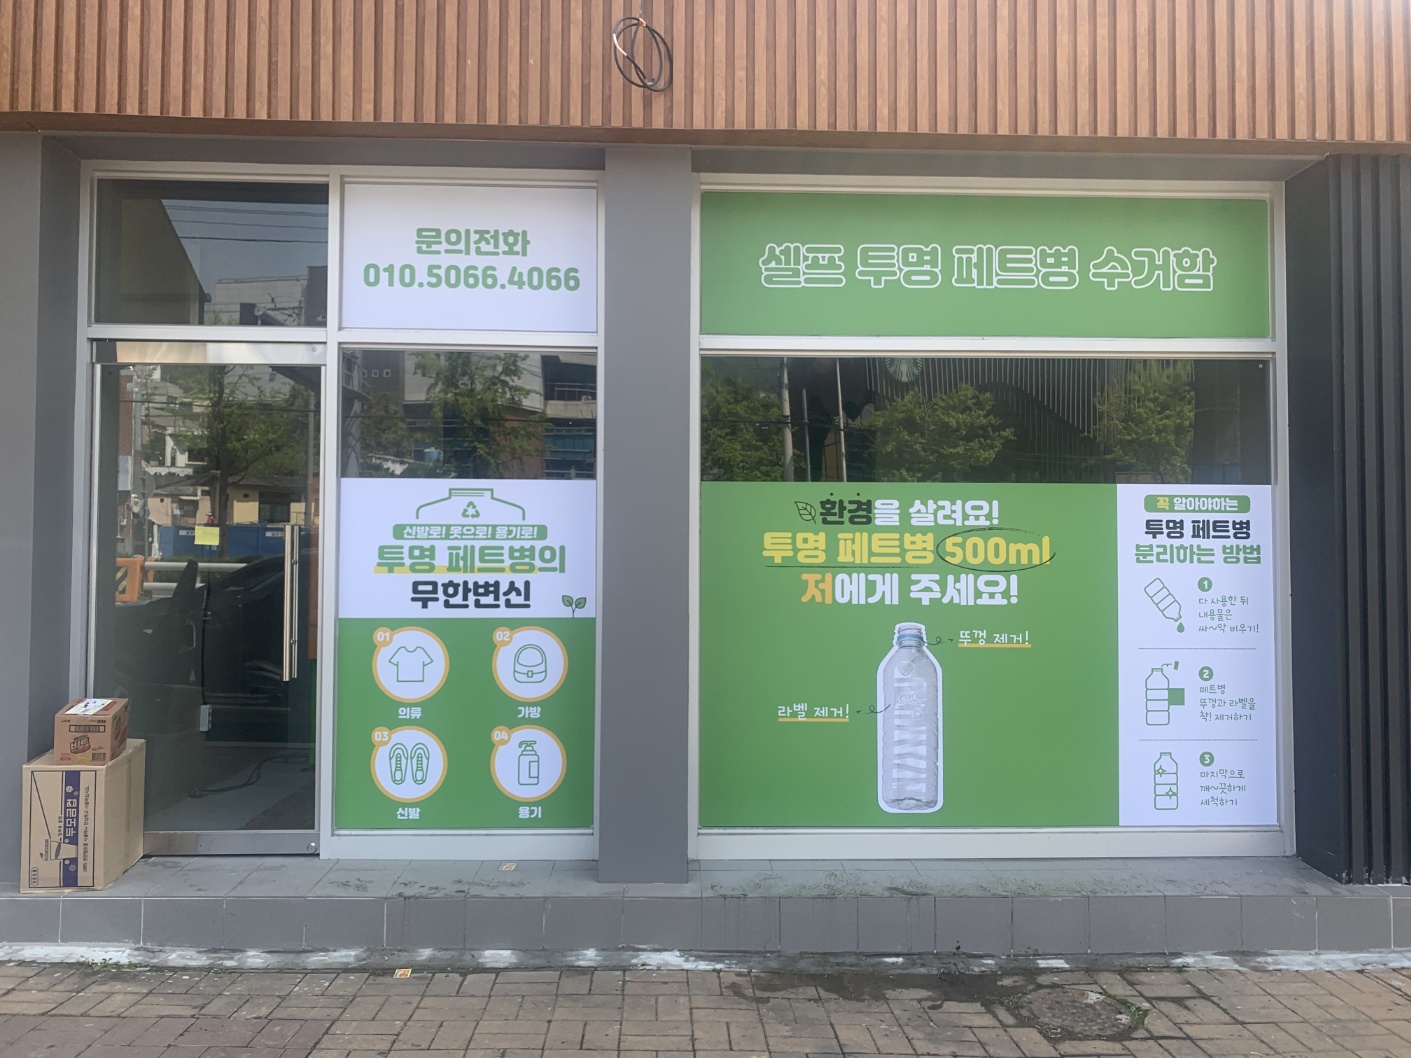 문의전화
010.5066.4066
셀프 투명 페트병 수거함
신발로! 옷으로! 용기로!
투명 페트병의
무한변신
01
의류
02
가방
03
신발
04
용기
환경을 살려요!
투명 페트병 500ml
저에게 주세요!
뚜껑 제거!
라벨 제거!
꼭 알아야하는
투명 페트병
분리하는 방법
1
다 사용한 뒤
내용물은
싸~악 비우기!
2
페트병
뚜껑과 라벨을
착! 제거하기
3
마지막으로
깨~끗하게
세척하기
두모금컵